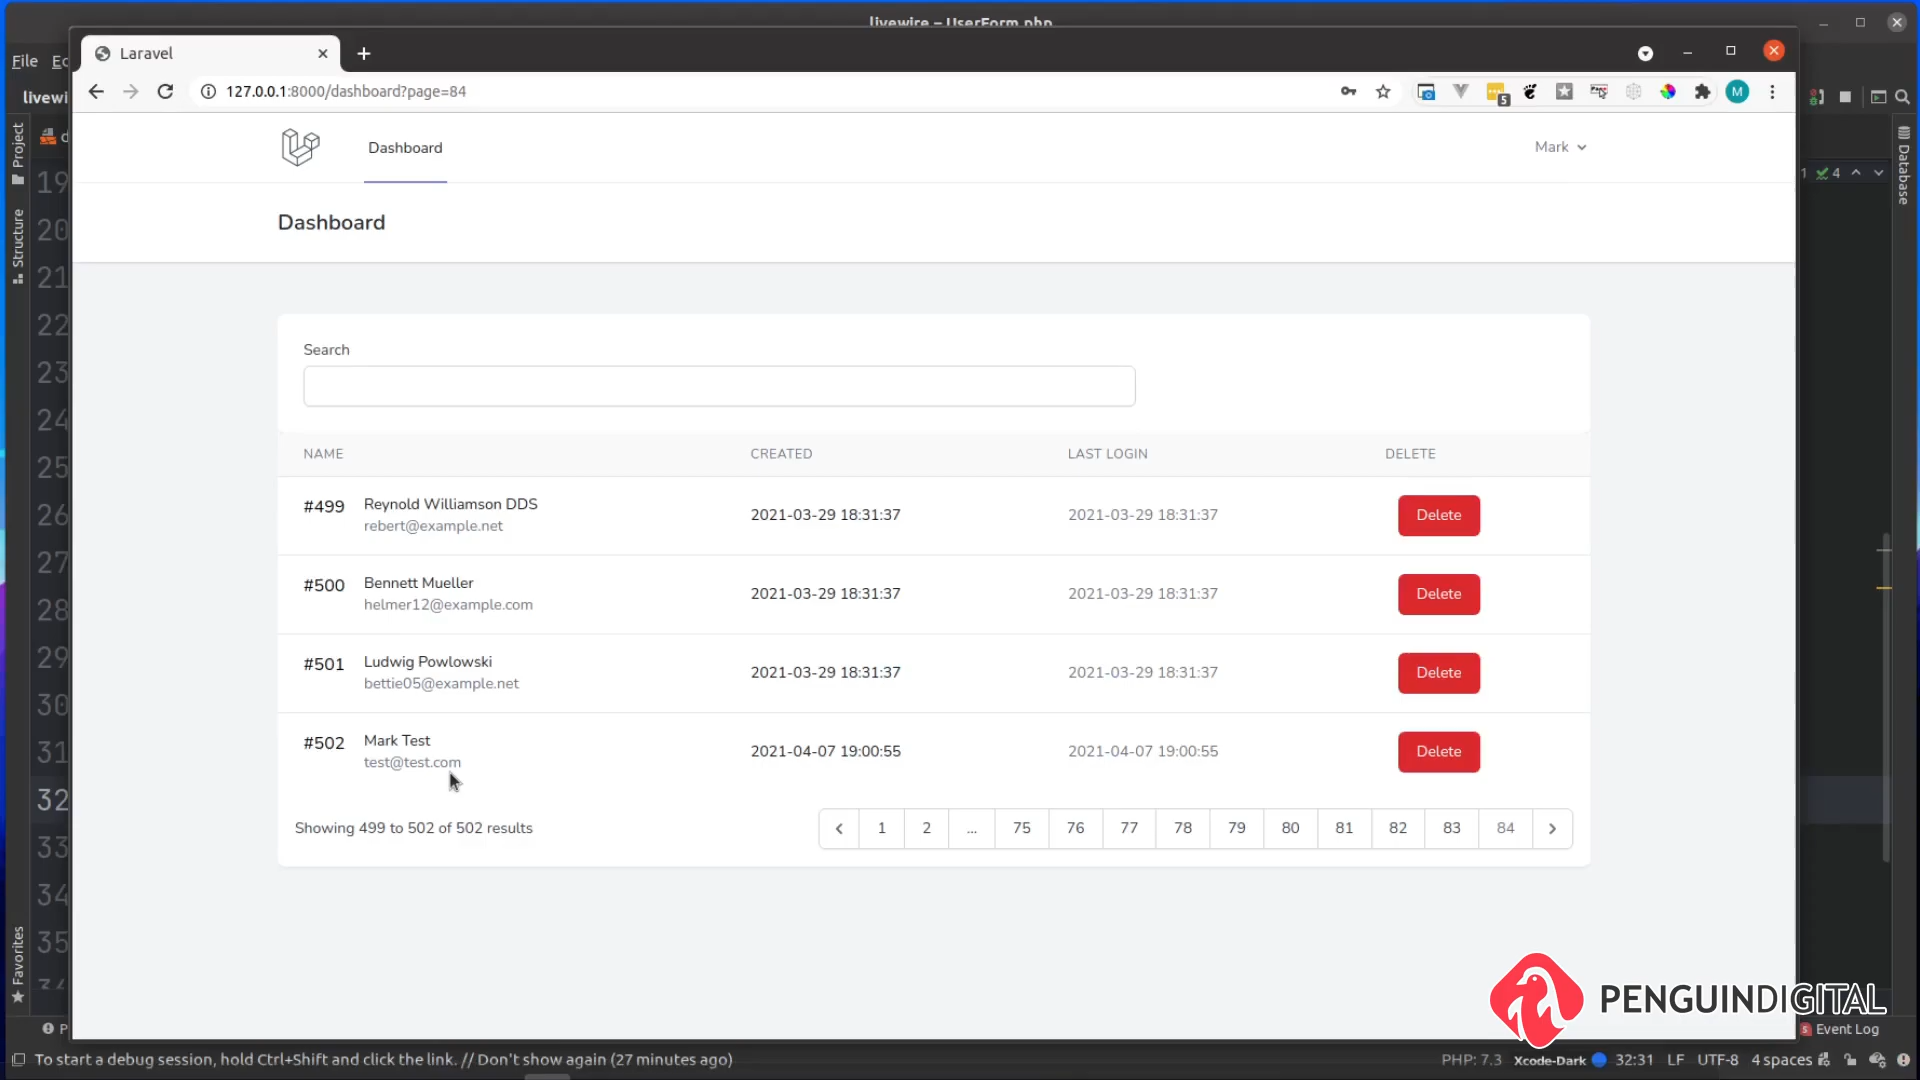 livewire – UserForm.php
Laravel
File
livewi
127.0.0.1:8000/dashboard?page=84
5
M
Dashboard
Mark
Dashboard
Project
Structure
Favorites
Database
1 4
19
20
21
22
23
24
25
26
27
28
29
30
31
32
33
34
35
Search
NAME CREATED LAST LOGIN DELETE
#499 Reynold Williamson DDS
rebert@example.net
2021-03-29 18:31:37 2021-03-29 18:31:37 Delete
#500 Bennett Mueller
helmer12@example.com
2021-03-29 18:31:37 2021-03-29 18:31:37 Delete
#501 Ludwig Powlowski
bettie05@example.net
2021-03-29 18:31:37 2021-03-29 18:31:37 Delete
#502 Mark Test
test@test.com
2021-04-07 19:00:55 2021-04-07 19:00:55 Delete
Showing 499 to 502 of 502 results
1 2 ... 75 76 77 78 79 80 81 82 83 84
PENGUINDIGITAL
P
Event Log
To start a debug session, hold Ctrl+Shift and click the link. // Don't show again (27 minutes ago)
PHP: 7.3 Xcode-Dark 32:31 LF UTF-8 4 spaces